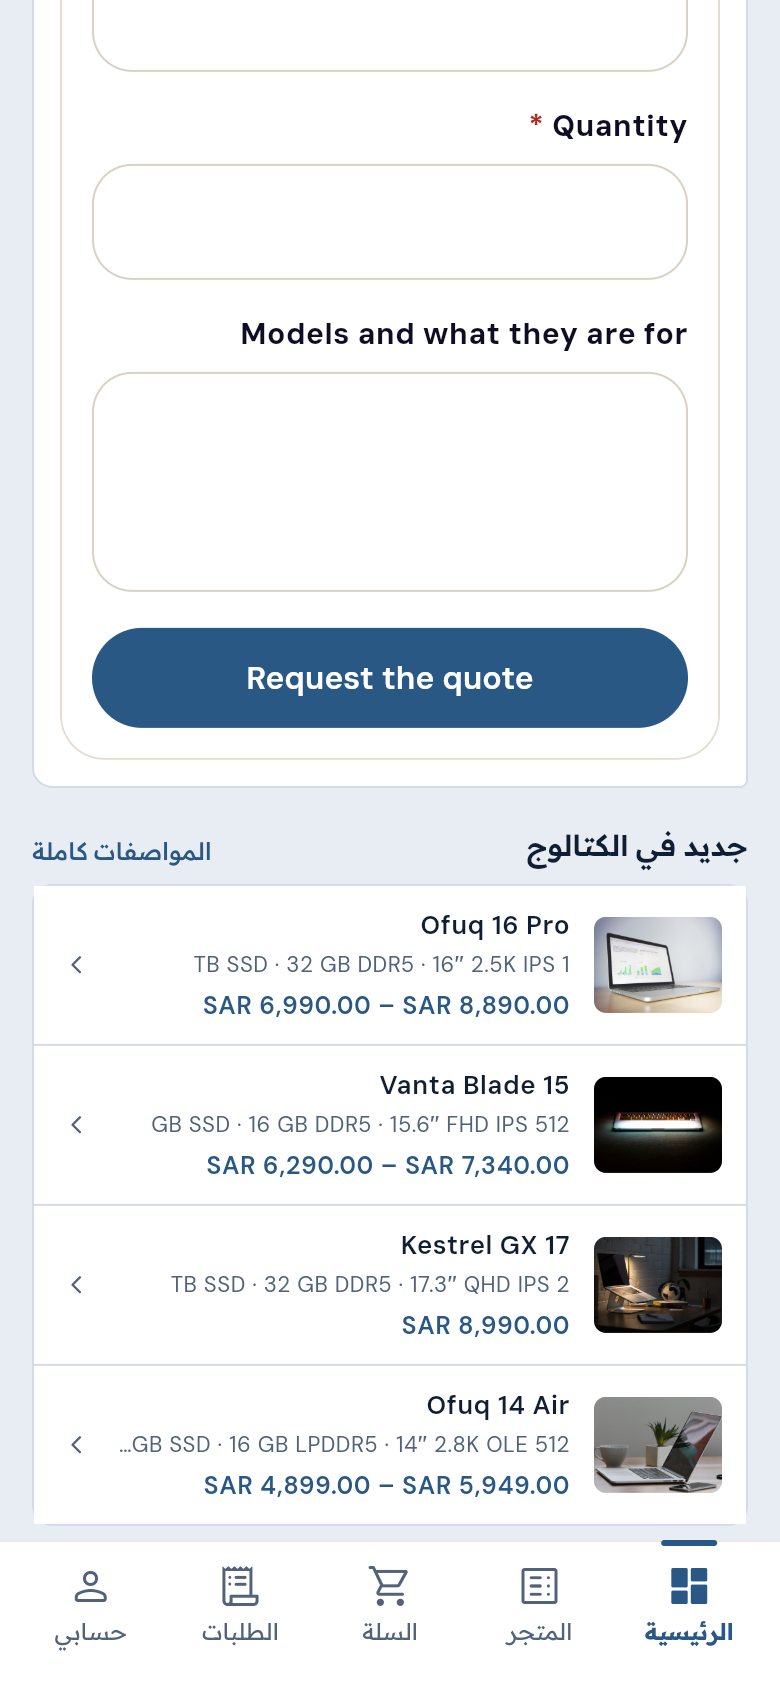 Quantity *
Models and what they are for
Request the quote
جديد في الكتالوج
المواصفات كاملة
Ofuq 16 Pro
TB SSD · 32 GB DDR5 · 16″ 2.5K IPS 1
SAR 6,990.00 – SAR 8,890.00
Vanta Blade 15
GB SSD · 16 GB DDR5 · 15.6″ FHD IPS 512
SAR 6,290.00 – SAR 7,340.00
Kestrel GX 17
TB SSD · 32 GB DDR5 · 17.3″ QHD IPS 2
SAR 8,990.00
Ofuq 14 Air
…GB SSD · 16 GB LPDDR5 · 14″ 2.8K OLE 512
SAR 4,899.00 – SAR 5,949.00
الرئيسية
المتجر
السلة
الطلبات
حسابي